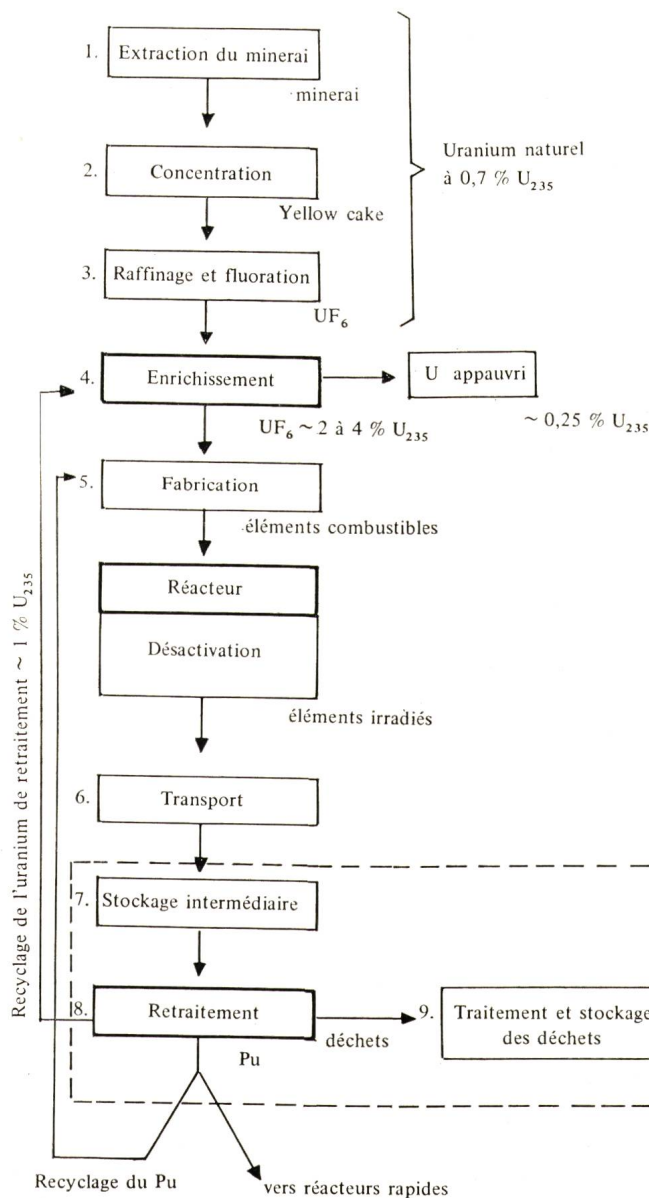 1. Extraction du minerai
minerai
2. Concentration
Yellow cake
3. Raffinage et fluoration
UF₆
Uranium naturel
à 0,7 % U₂₃₅
4. Enrichissement
U appauvri
~ 0,25 % U₂₃₅
UF₆ ~ 2 à 4 % U₂₃₅
5. Fabrication
éléments combustibles
Réacteur
Désactivation
éléments irradiés
6. Transport
7. Stockage intermédiaire
8. Retraitement
déchets
9. Traitement et stockage
des déchets
Pu
Recyclage de l'uranium de retraitement ~ 1 % U₂₃₅
Recyclage du Pu
vers réacteurs rapides